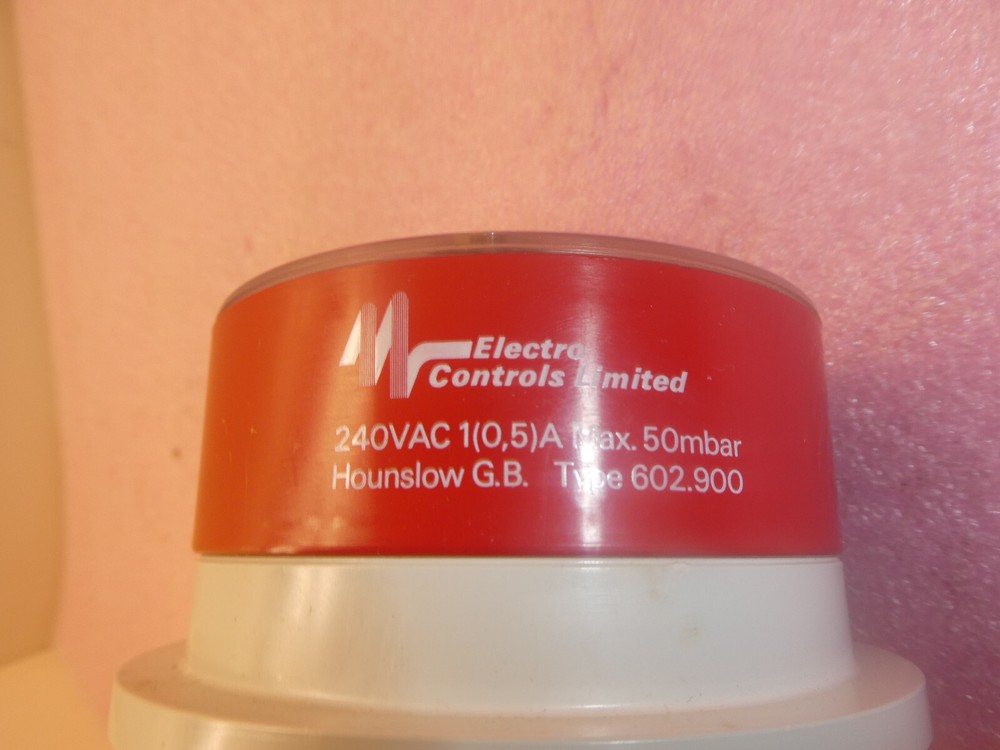 Electro
Controls Limited
240VAC 1(0,5)A Max. 50mbar
Hounslow G.B. Type 602.900